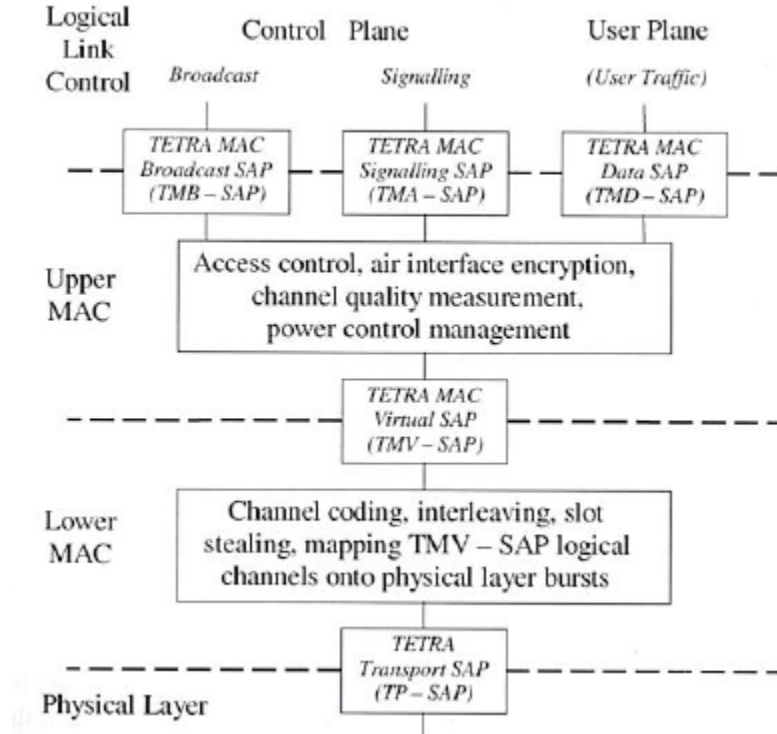 Logical
Link
Control
Control Plane
User Plane
Broadcast
Signalling
(User Traffic)
TETRA MAC
Broadcast SAP
(TMB – SAP)
TETRA MAC
Signalling SAP
(TMA – SAP)
TETRA MAC
Data SAP
(TMD – SAP)
Upper
MAC
Access control, air interface encryption,
channel quality measurement,
power control management
TETRA MAC
Virtual SAP
(TMV – SAP)
Lower
MAC
Channel coding, interleaving, slot
stealing, mapping TMV – SAP logical
channels onto physical layer bursts
TETRA
Transport SAP
(TP – SAP)
Physical Layer